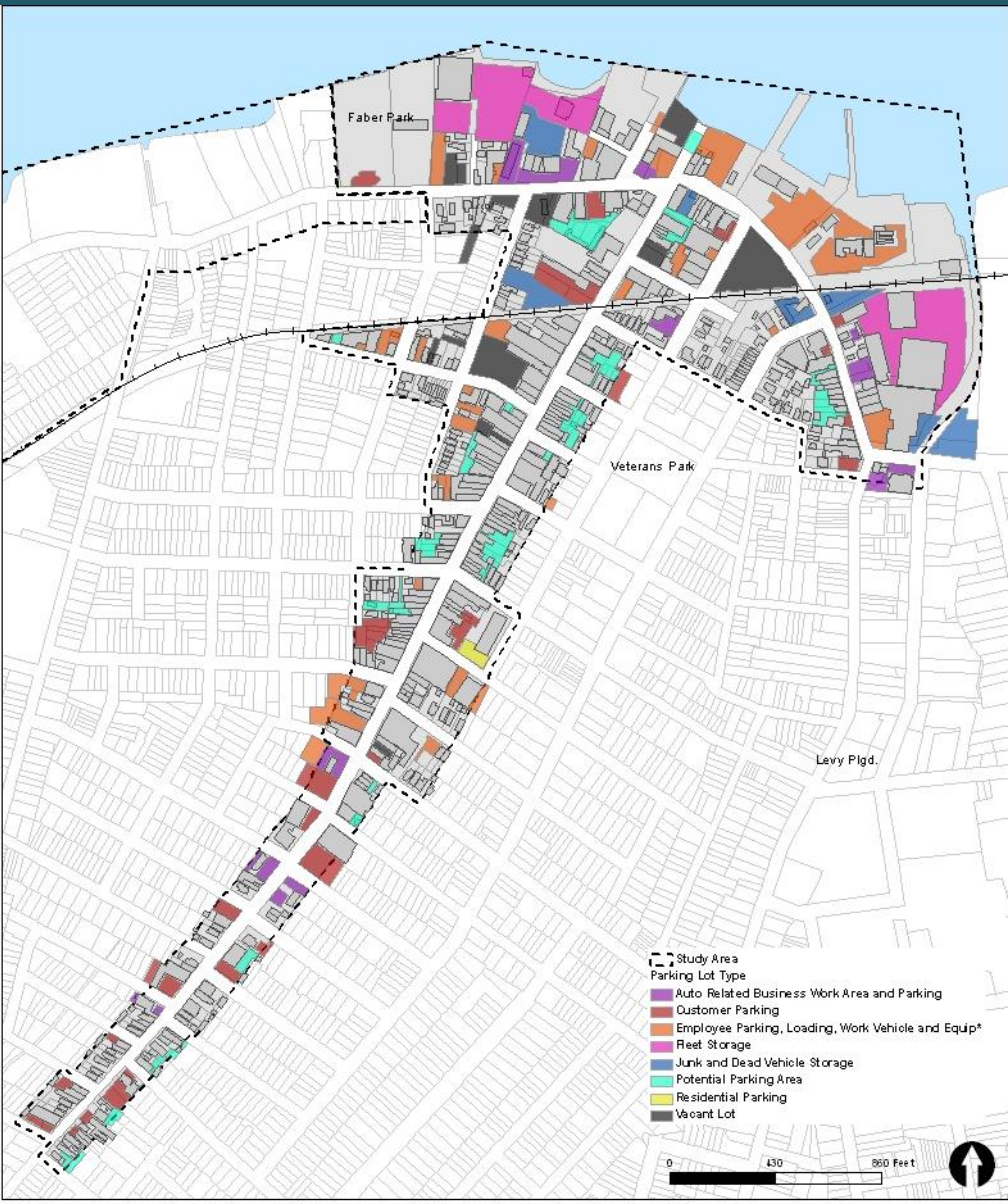 Faber Park
Veterans Park
Levy Plgd.
Study Area
Parking Lot Type
Auto Related Business Work Area and Parking
Customer Parking
Employee Parking, Loading, Work Vehicle and Equip*
Fleet Storage
Junk and Dead Vehicle Storage
Potential Parking Area
Residential Parking
Vacant Lot
0 430 860 Feet